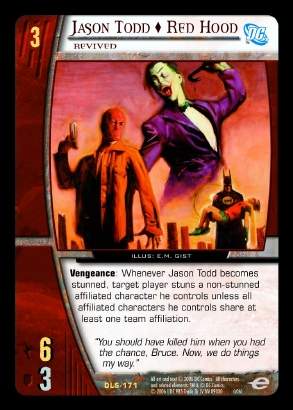 3
Jason Todd ♦ Red Hood
DC
REVIVED
ILLUS: E.M. GIST
Vengeance: Whenever Jason Todd becomes
stunned, target player stuns a non-stunned
affiliated character he controls unless all
affiliated characters he controls share at
least one team affiliation.
"You should have killed him when you had
the chance, Bruce. Now, we do things
my way."
6
3
DLS-171